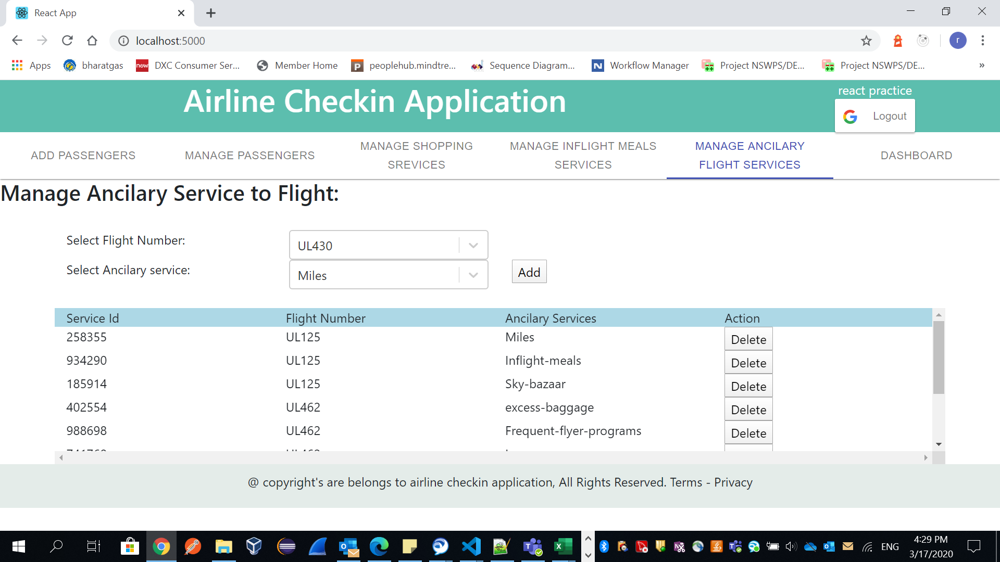 React App
localhost:5000
Apps bharatgas DXC Consumer Ser... Member Home peoplehub.mindtre... Sequence Diagram... Workflow Manager Project NSWPS/DE... Project NSWPS/DE... »
Airline Checkin Application
react practice
Logout
ADD PASSENGERS
MANAGE PASSENGERS
MANAGE SHOPPING
SREVICES
MANAGE INFLIGHT MEALS
SERVICES
MANAGE ANCILARY
FLIGHT SERVICES
DASHBOARD
Manage Ancilary Service to Flight:
Select Flight Number: UL430
Select Ancilary service: Miles Add
Service Id Flight Number Ancilary Services Action
258355 UL125 Miles Delete
934290 UL125 Inflight-meals Delete
185914 UL125 Sky-bazaar Delete
402554 UL462 excess-baggage Delete
988698 UL462 Frequent-flyer-programs Delete
@ copyright's are belongs to airline checkin application, All Rights Reserved. Terms - Privacy
ENG
4:29 PM
3/17/2020